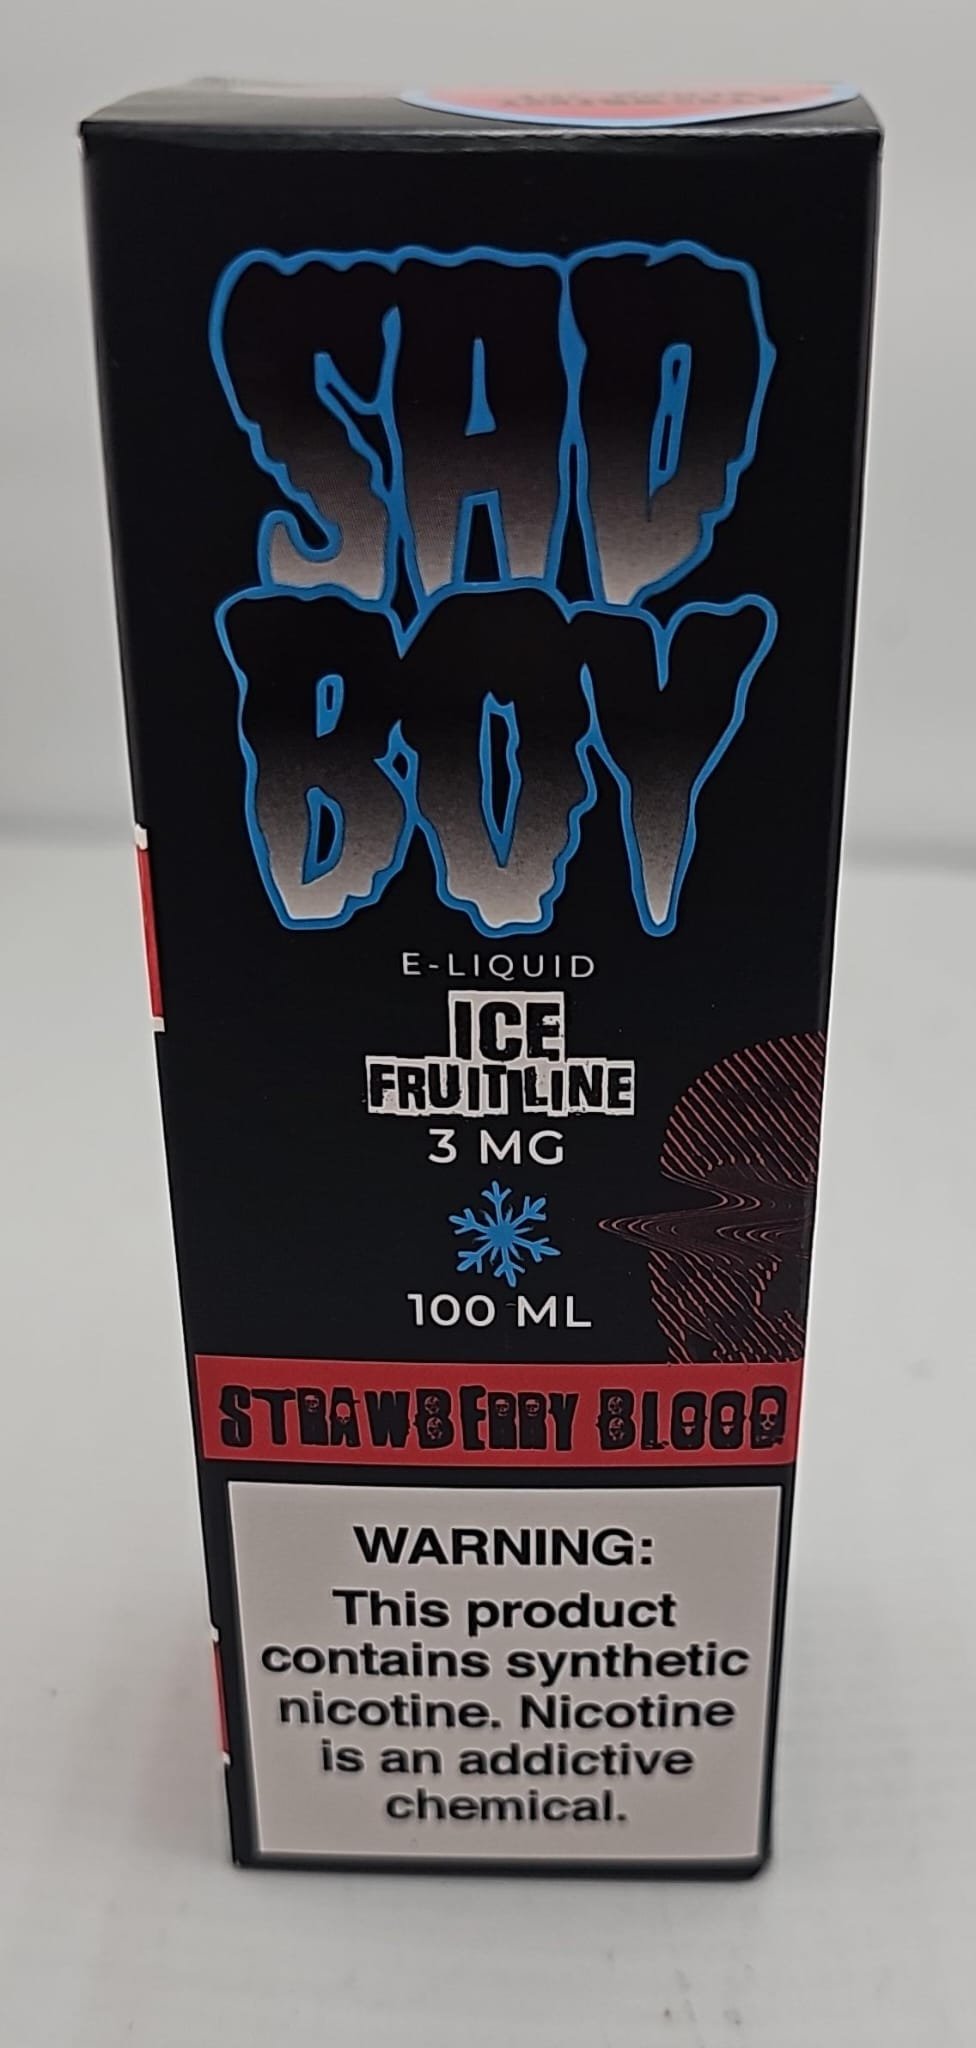 SAD
BOY
E-LIQUID
ICE
FRUIT LINE
3 MG
100 ML
STRAWBERRY BLOOD
WARNING:
This product
contains synthetic
nicotine. Nicotine
is an addictive
chemical.